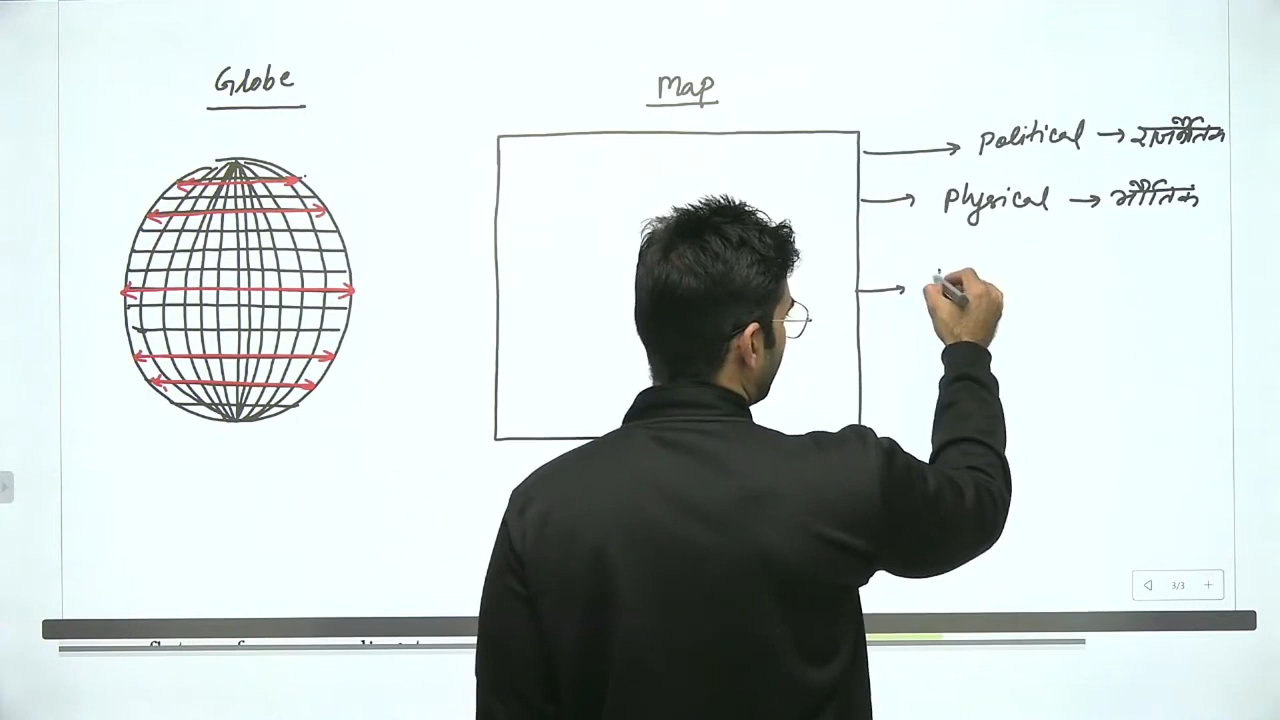 Globe
Map
Political → राजनैतिक
Physical → भौतिक
3/3